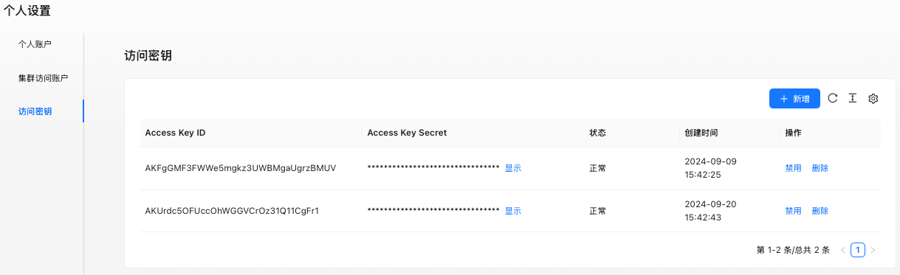 个人设置
个人账户
集群访问账户
访问密钥
访问密钥
+ 新增
Access Key ID Access Key Secret 状态 创建时间 操作
AKFgGMF3FWWe5mgkz3UWBMgaUgrzBMUV ******************************** 显示 正常 2024-09-09 15:42:25 禁用 删除
AKUrdc5OFUccOhWGGVCrOz31Q11CgFr1 ******************************** 显示 正常 2024-09-20 15:42:43 禁用 删除
第 1-2 条/总共 2 条 < 1 >